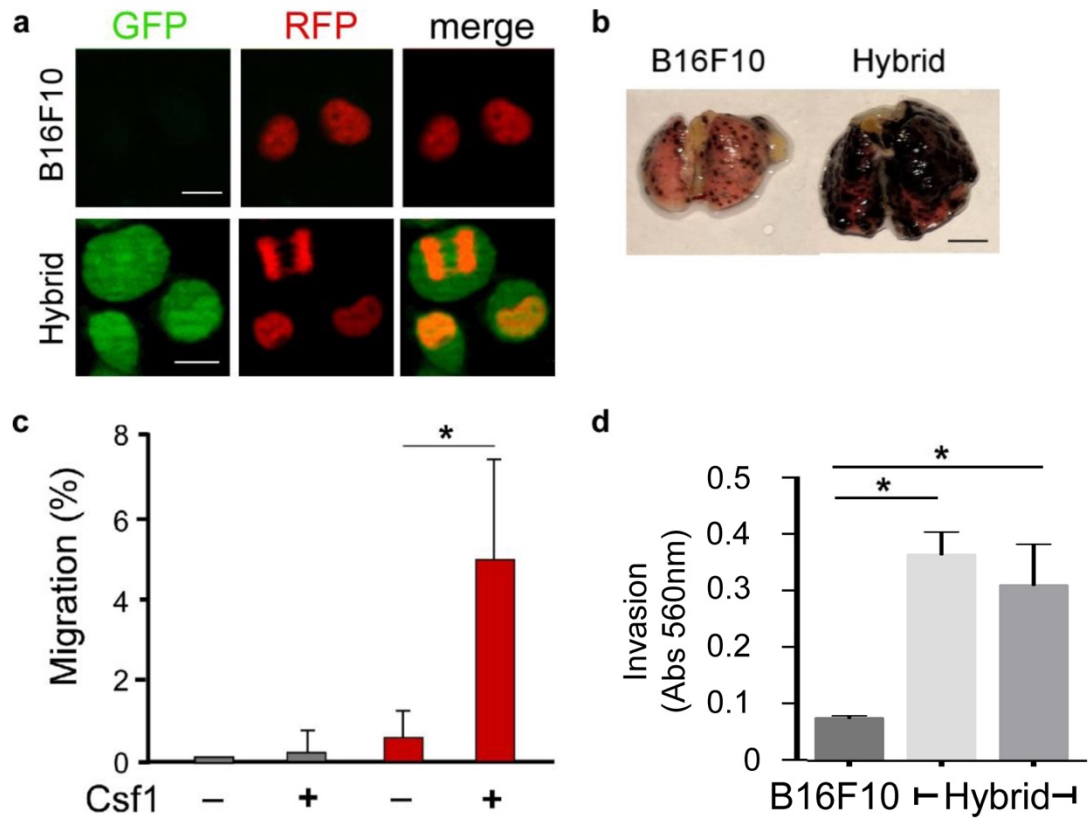 a
GFP RFP merge
B16F10
Hybrid
b
B16F10 Hybrid
c
Migration (%)
8
6
4
2
0
*
Csf1 – + – +
d
Invasion
(Abs 560nm)
0.5
0.4
0.3
0.2
0.1
0
*
*
B16F10 Hybrid